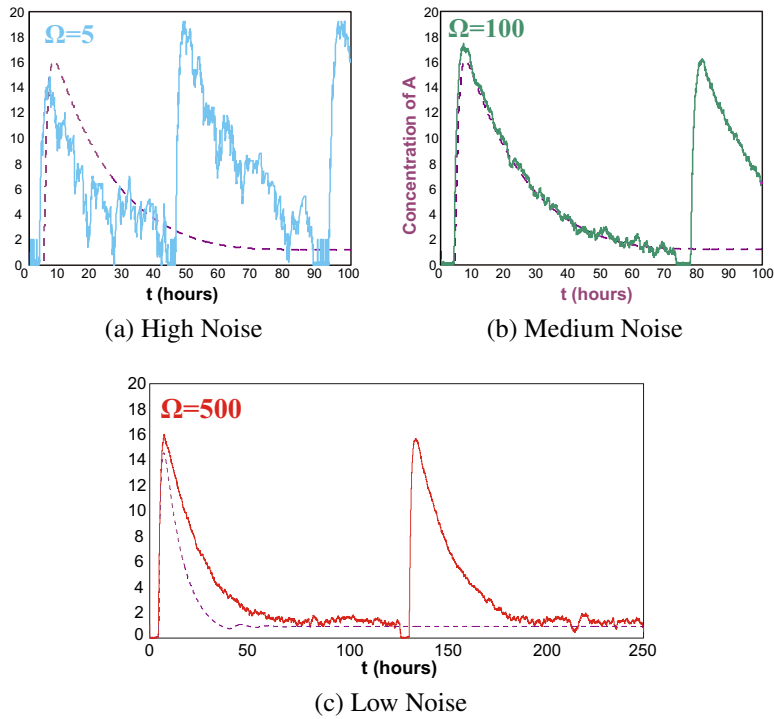 20
18
16
14
12
10
8
6
4
2
0
Ω=5
0 10 20 30 40 50 60 70 80 90 100
t (hours)
(a) High Noise
Concentration of A
20
18
16
14
12
10
8
6
4
2
0
Ω=100
0 10 20 30 40 50 60 70 80 90 100
t (hours)
(b) Medium Noise
20
18
16
14
12
10
8
6
4
2
0
Ω=500
0 50 100 150 200 250
t (hours)
(c) Low Noise